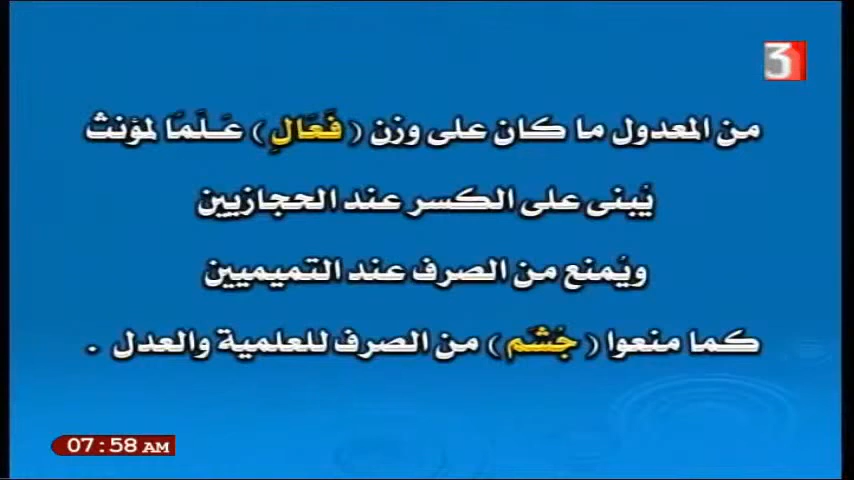 3
من المعدول ما كان على وزن ( فَعَالِ ) عَـلَمًا لمؤنث
يُبنى على الكسر عند الحجازيين
ويُمنع من الصرف عند التميميين
كما منعوا ( جُشَم ) من الصرف للعلمية والعدل .
07:58 AM